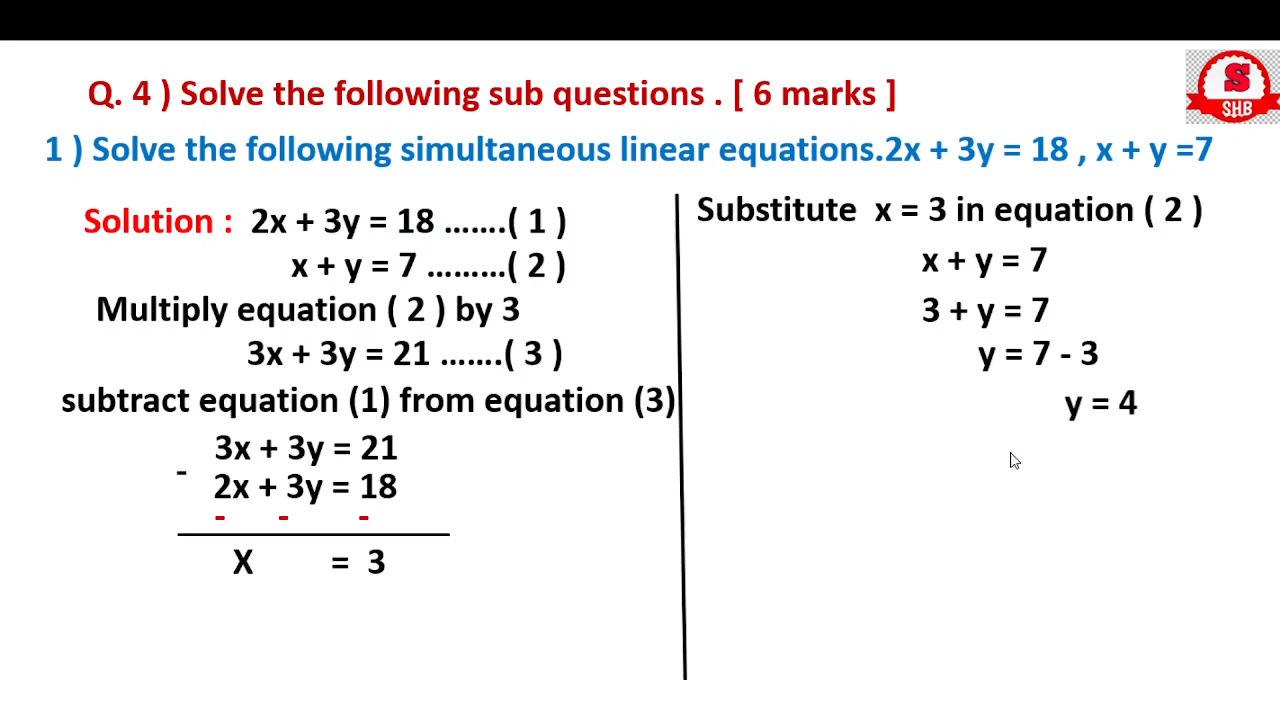 Q. 4 ) Solve the following sub questions . [ 6 marks ]
S
SHB
1 ) Solve the following simultaneous linear equations.2x + 3y = 18 , x + y =7
Solution : 2x + 3y = 18 .......( 1 )
x + y = 7 .........( 2 )
Multiply equation ( 2 ) by 3
3x + 3y = 21 .......( 3 )
subtract equation (1) from equation (3)
3x + 3y = 21
-
2x + 3y = 18
- - -
X = 3
Substitute x = 3 in equation ( 2 )
x + y = 7
3 + y = 7
y = 7 - 3
y = 4